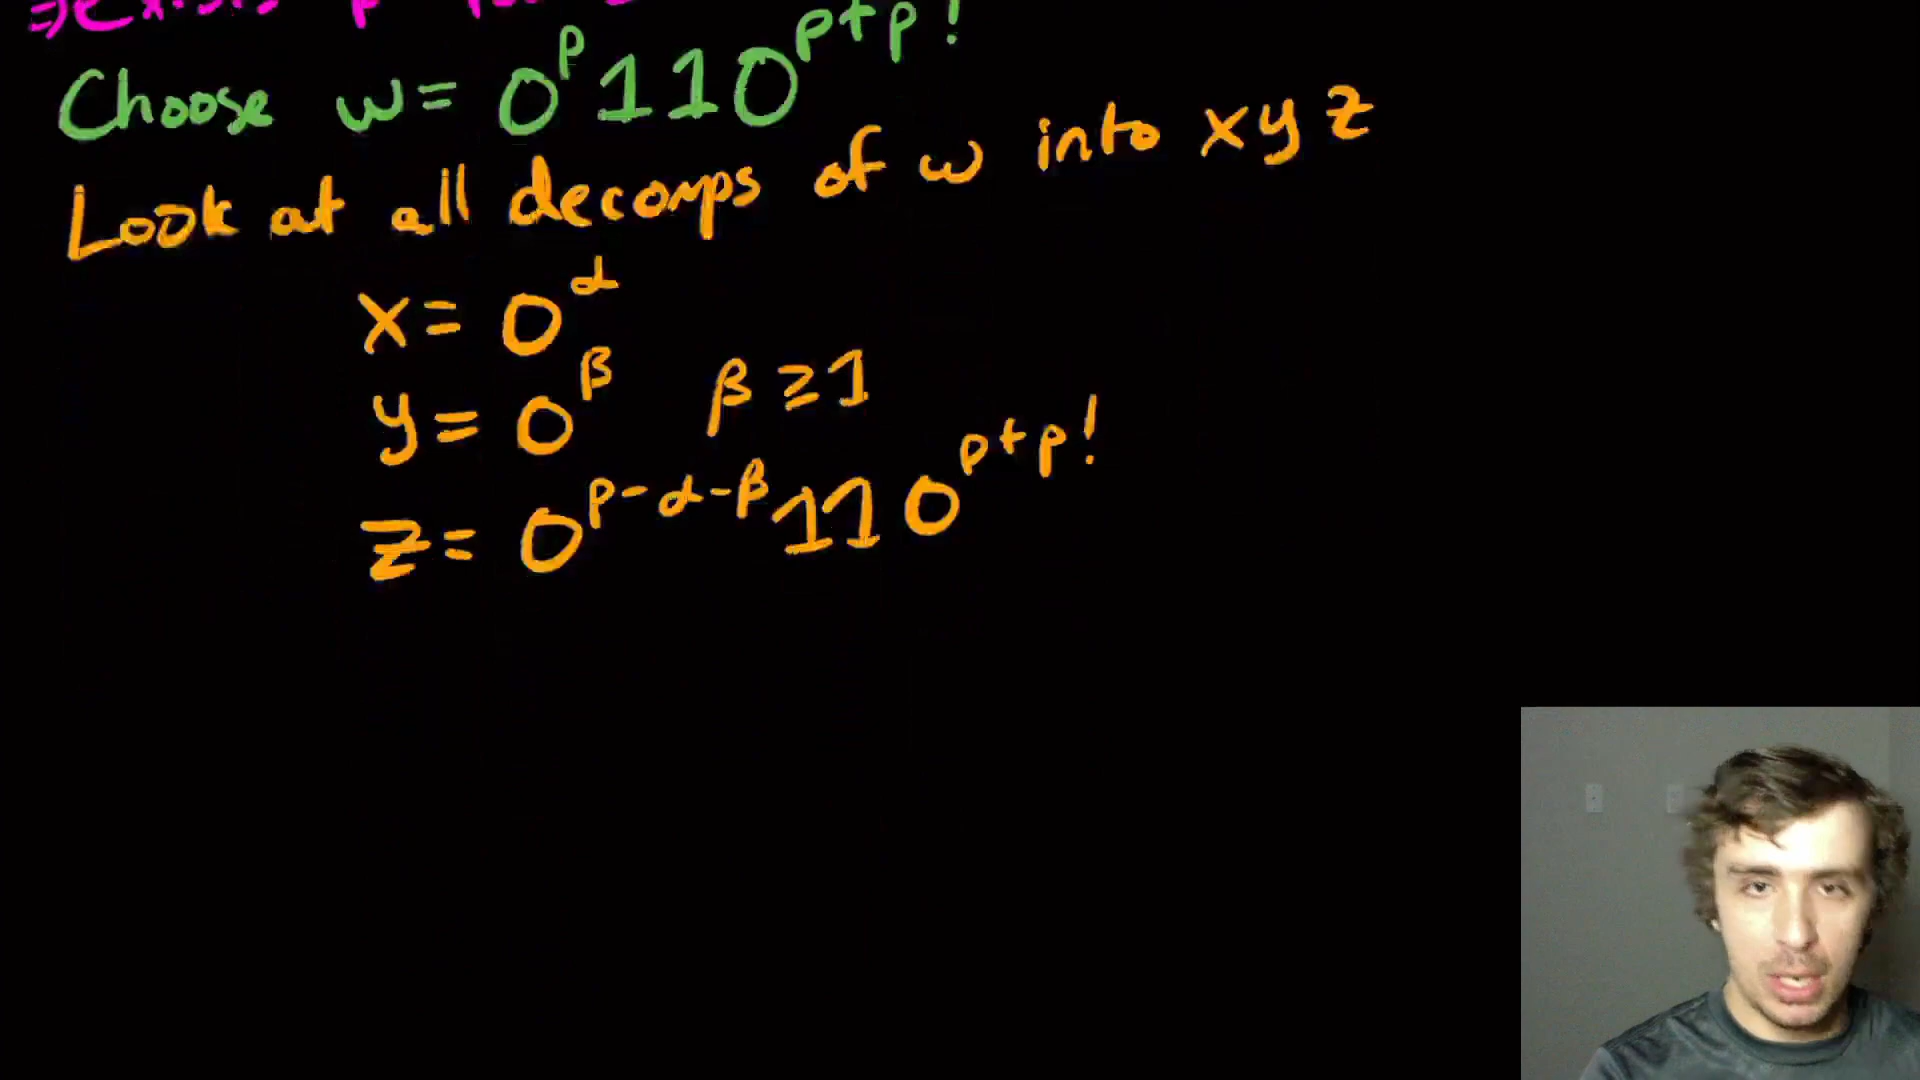 Choose w = 0^p 110^{p+p!}
Look at all decomps of w into xyz
x = 0^α
y = 0^β β ≥ 1
z = 0^{p-α-β} 110^{p+p!}